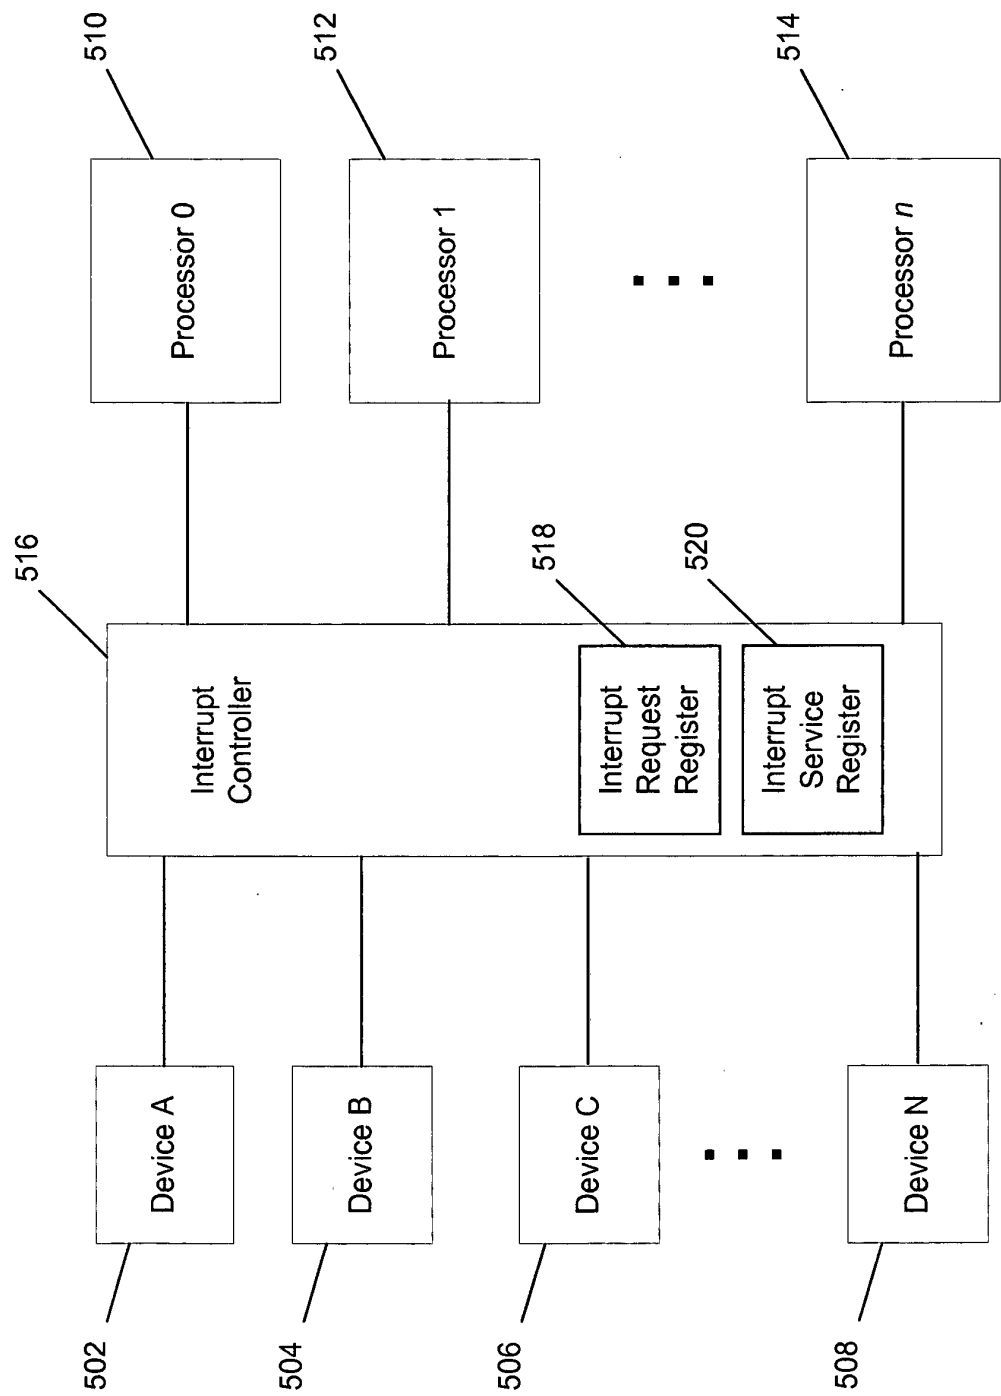 516
510
Processor 0
502
Device A
Interrupt
Controller
504
Device B
512
Processor 1
506
Device C
518
Interrupt
Request
Register
520
Interrupt
Service
Register
508
Device N
514
Processor n